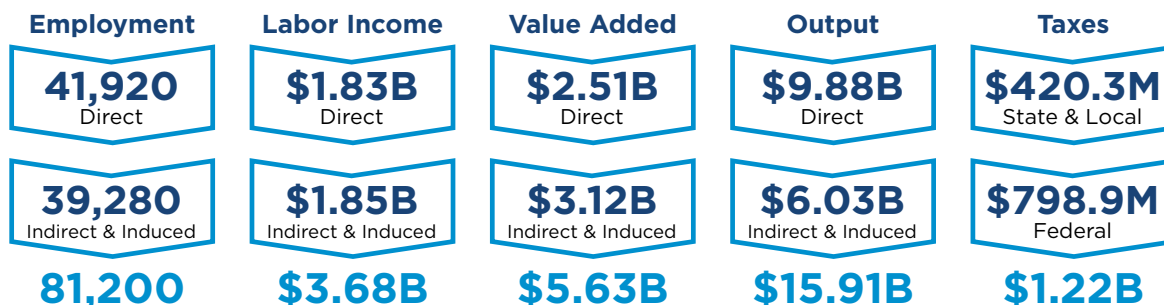 Employment
41,920
Direct
39,280
Indirect & Induced
81,200
Labor Income
$1.83B
Direct
$1.85B
Indirect & Induced
$3.68B
Value Added
$2.51B
Direct
$3.12B
Indirect & Induced
$5.63B
Output
$9.88B
Direct
$6.03B
Indirect & Induced
$15.91B
Taxes
$420.3M
State & Local
$798.9M
Federal
$1.22B